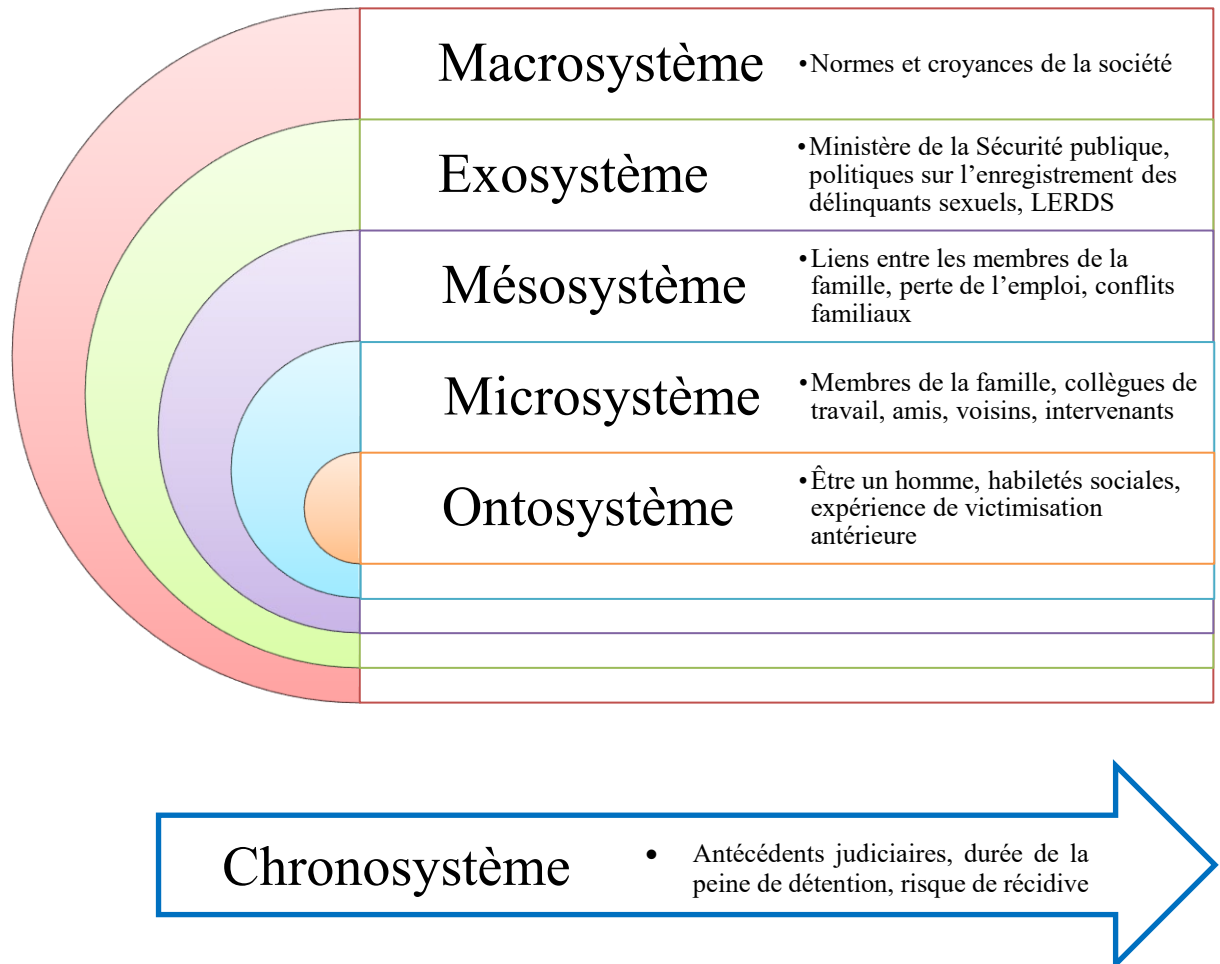 Macrosystème
•Normes et croyances de la société
Exosystème
•Ministère de la Sécurité publique,
politiques sur l’enregistrement des
délinquants sexuels, LERDS
Mésosystème
•Liens entre les membres de la
famille, perte de l’emploi, conflits
familiaux
Microsystème
•Membres de la famille, collègues de
travail, amis, voisins, intervenants
Ontosystème
•Être un homme, habiletés sociales,
expérience de victimisation
antérieure
Chronosystème
• Antécédents judiciaires, durée de la
peine de détention, risque de récidive